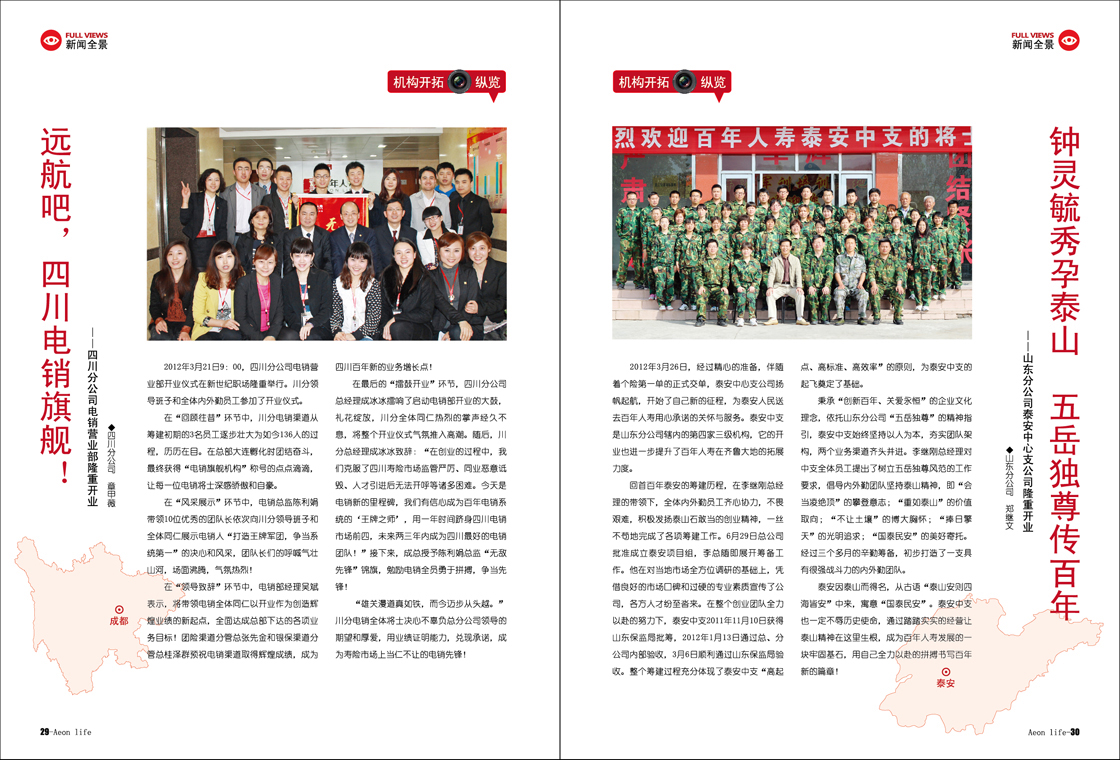 FULL VIEWS
新闻全景
机构开拓 纵览
远航吧，四川电销旗舰！
——四川分公司电销营业部隆重开业
◆四川分公司 章申薇
2012年3月21日9：00，四川分公司电销营
业部开业仪式在新世纪职场隆重举行。川分领
导班子和全体内外勤员工参加了开业仪式。
在“回顾往昔”环节中，川分电销渠道从
筹建初期的3名员工逐步壮大为如今136人的过
程，历历在目。在总部大连孵化时团结奋斗，
最终获得“电销旗舰机构”称号的点点滴滴，
让每一位电销将士深感骄傲和自豪。
在“风采展示”环节中，电销总监陈利娟
带领10位优秀的团队长依次向川分领导班子和
全体同仁展示电销人“打造王牌军团，争当系
统第一”的决心和风采，团队长们的呼喊气壮
山河，场面沸腾，气氛热烈！
在“领导致辞”环节中，电销部经理吴斌
表示，将带领电销全体同仁以开业作为创造辉
煌业绩的新起点，全面达成总部下达的各项业
务目标！团险渠道分管总张先金和银保渠道分
管总桂泽群预祝电销渠道取得辉煌成绩，成为
四川百年新的业务增长点！
在最后的“擂鼓开业”环节，四川分公司
总经理成冰冰擂响了启动电销部开业的大鼓，
礼花绽放，川分全体同仁热烈的掌声经久不
息，将整个开业仪式气氛推入高潮。随后，川
分总经理成冰冰致辞：“在创业的过程中，我
们克服了四川寿险市场监管严厉、同业恶意诋
毁、人才引进后无法开呼等诸多困难。今天是
电销新的里程碑，我们有信心成为百年电销系
统的‘王牌之师’，用一年时间跻身四川电销
市场前四，未来两三年内成为四川最好的电销
团队！”接下来，成总授予陈利娟总监“无敌
先锋”锦旗，勉励电销全员勇于拼搏，争当先
锋！
“雄关漫道真如铁，而今迈步从头越。”
川分电销全体将士决心不辜负总分公司领导的
期望和厚爱，用业绩证明能力，兑现承诺，成
为寿险市场上当仁不让的电销先锋！
成都
29-Aeon life
FULL VIEWS
新闻全景
机构开拓 纵览
烈欢迎百年人寿泰安中支的将士
钟灵毓秀孕泰山 五岳独尊传百年
——山东分公司泰安中心支公司隆重开业
◆山东分公司 郑继文
2012年3月26日，经过精心的准备，伴随
着个险第一单的正式交单，泰安中心支公司扬
帆起航，开始了自己新的征程，为泰安人民送
去百年人寿用心承诺的关怀与服务。泰安中支
是山东分公司辖内的第四家三级机构，它的开
业也进一步提升了百年人寿在齐鲁大地的拓展
力度。
回首百年泰安的筹建历程，在李继刚总经
理的带领下，全体内外勤员工齐心协力，不畏
艰难，积极发扬泰山石敢当的创业精神，一丝
不苟地完成了各项筹建工作。6月29日总公司
批准成立泰安项目组，李总随即展开筹备工
作。他在对当地市场全方位调研的基础上，凭
借良好的市场口碑和过硬的专业素质宣传了公
司，各方人才纷至沓来。在整个创业团队全力
以赴的努力下，泰安中支2011年11月10日获得
山东保监局批筹，2012年1月13日通过总、分
公司内部验收，3月6日顺利通过山东保监局验
收。整个筹建过程充分体现了泰安中支“高起
点、高标准、高效率”的原则，为泰安中支的
起飞奠定了基础。
秉承“创新百年、关爱永恒”的企业文化
理念，依托山东分公司“五岳独尊”的精神指
引，泰安中支始终坚持以人为本，夯实团队架
构，两个业务渠道齐头并进。李继刚总经理对
中支全体员工提出了树立五岳独尊风范的工作
要求，倡导内外勤团队坚持泰山精神，即“会
当凌绝顶”的攀登意志；“重如泰山”的价值
取向；“不让土壤”的博大胸怀；“捧日擎
天”的光明追求；“国泰民安”的美好寄托。
经过三个多月的辛勤筹备，初步打造了一支具
有很强战斗力的内外勤团队。
泰安因泰山而得名，从古语“泰山安则四
海皆安”中来，寓意“国泰民安”。泰安中支
也一定不辱历史使命，通过踏踏实实的经营让
泰山精神在这里生根，成为百年人寿发展的一
块牢固基石，用自己全力以赴的拼搏书写百年
新的篇章！
泰安
Aeon life-30